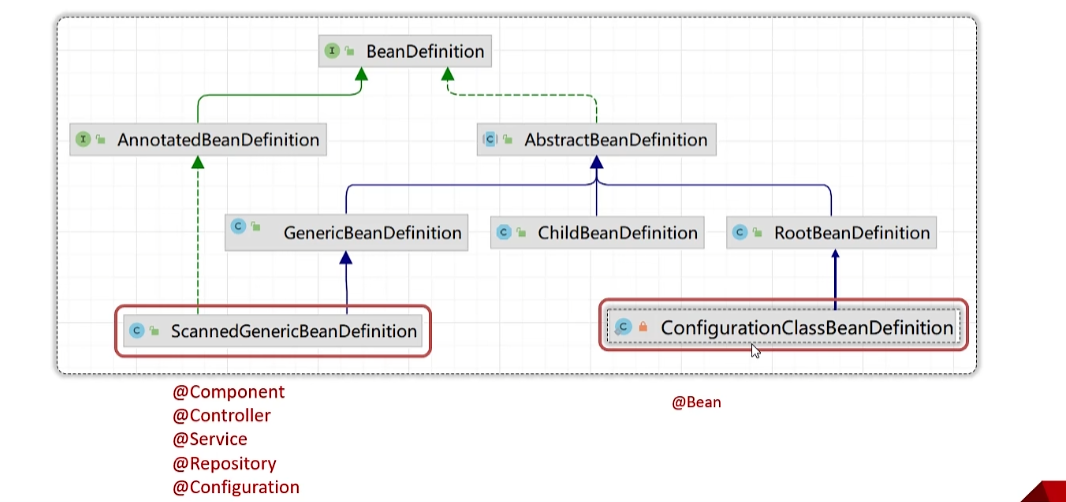 BeanDefinition
AnnotatedBeanDefinition
AbstractBeanDefinition
GenericBeanDefinition
ChildBeanDefinition
RootBeanDefinition
ScannedGenericBeanDefinition
ConfigurationClassBeanDefinition
@Component
@Controller
@Service
@Repository
@Configuration
@Bean